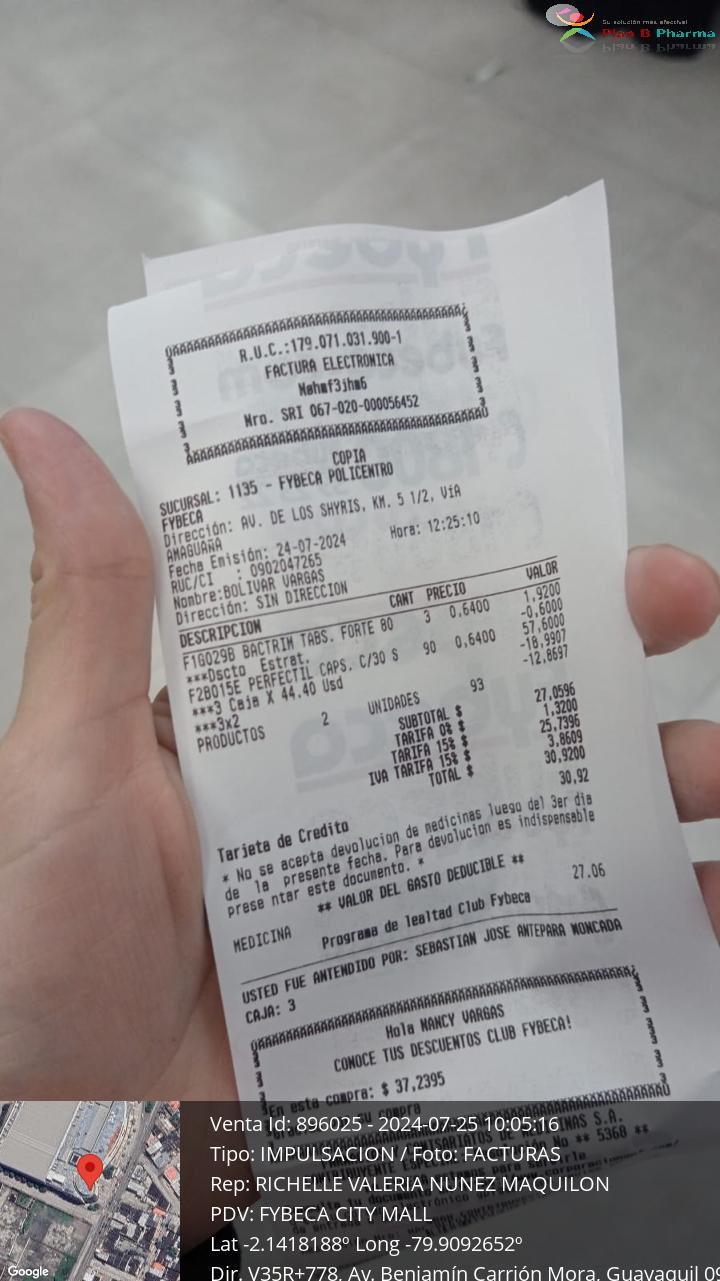 Su solución más efectiva!
Plan B Pharma
R.U.C.:179.071.031.900-1
FACTURA ELECTRONICA
Nøhmf3jhm6
Nro. SRI 067-020-000056452
COPIA
SUCURSAL: 1135 - FYBECA POLICENTRO
FYBECA
Dirección: AV. DE LOS SHYRIS, KM. 5 1/2, VíA
AMAGUAÑA
Fecha Emisión: 24-07-2024 Hora: 12:25:10
RUC/CI : 0902047265
Nombre:BOLIVAR VARGAS
Dirección: SIN DIRECCION
DESCRIPCION CANT PRECIO VALOR
F1G029B BACTRIM TABS. FORTE 80 3 0,6400 1,9200
***Dscto Estrat. -0,6000
F2BO15E PERFECTIL CAPS. C/30 S 90 0,6400 57,6000
***3 Caja X 44.40 Usd -18,9907
***3x2 -12,8697
PRODUCTOS 2 UNIDADES 93
SUBTOTAL $ 27,0596
TARIFA 0% $ 1,3200
TARIFA 15% $ 25,7396
IVA TARIFA 15% $ 3,8609
TOTAL $ 30,9200
30,92
Tarjeta de Credito
* No se acepta devolucion de medicinas luego del 3er dia
de la presente fecha. Para devolucion es indispensable
prese ntar este documento. *
** VALOR DEL GASTO DEDUCIBLE **
MEDICINA 27.06
Programa de lealtad Club Fybeca
USTED FUE ANTENDIDO POR: SEBASTIAN JOSE ANTEPARA MONCADA
CAJA: 3
Hola NANCY VARGAS
CONOCE TUS DESCUENTOS CLUB FYBECA!
En esta compra: $ 37,2395
Venta Id: 896025 - 2024-07-25 10:05:16
Tipo: IMPULSACION / Foto: FACTURAS
Rep: RICHELLE VALERIA NUNEZ MAQUILON
PDV: FYBECA CITY MALL
Lat -2.1418188º Long -79.9092652º
Dir. V35R+778, Av. Benjamín Carrión Mora, Guayaquil 09
Google